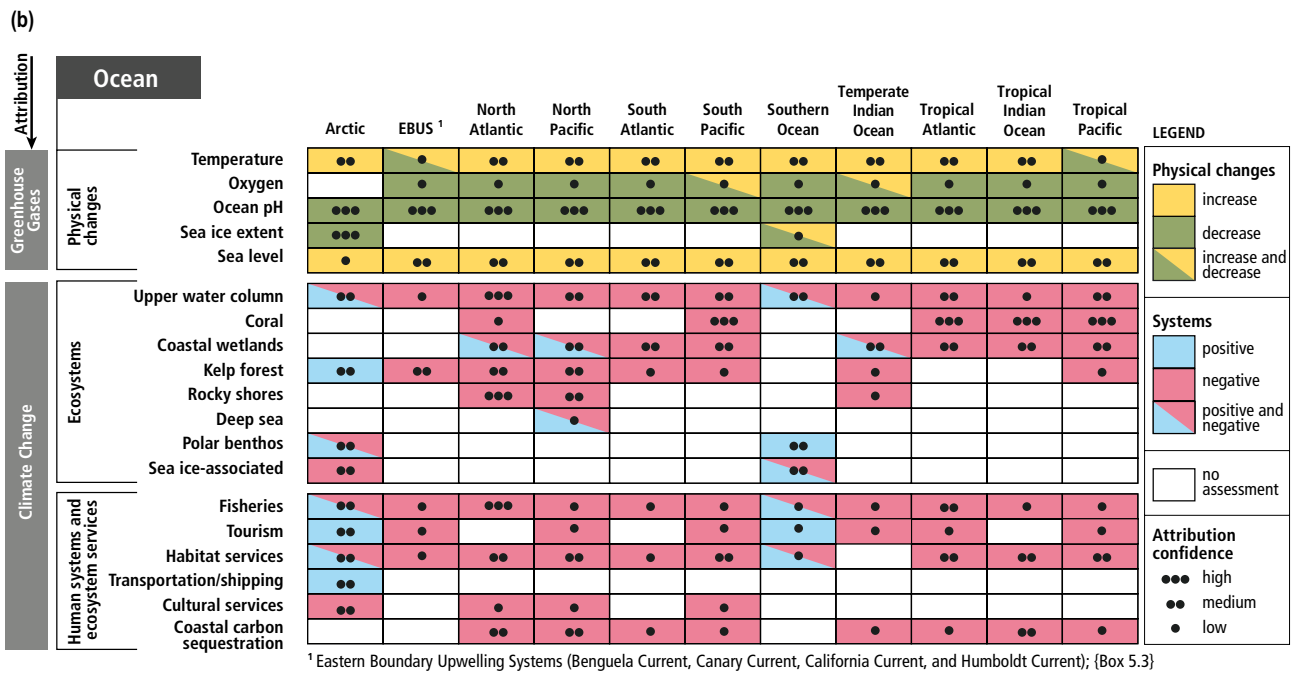 (b)
Attribution
Ocean
Arctic
EBUS ¹
North
Atlantic
North
Pacific
South
Atlantic
South
Pacific
Southern
Ocean
Temperate
Indian
Ocean
Tropical
Atlantic
Tropical
Indian
Ocean
Tropical
Pacific
LEGEND
Greenhouse
Gases
Physical
changes
Temperature
Oxygen
Ocean pH
Sea ice extent
Sea level
Climate Change
Ecosystems
Upper water column
Coral
Coastal wetlands
Kelp forest
Rocky shores
Deep sea
Polar benthos
Sea ice-associated
Human systems and
ecosystem services
Fisheries
Tourism
Habitat services
Transportation/shipping
Cultural services
Coastal carbon
sequestration
Physical changes
increase
decrease
increase and
decrease
Systems
positive
negative
positive and
negative
no
assessment
Attribution
confidence
high
medium
low
¹ Eastern Boundary Upwelling Systems (Benguela Current, Canary Current, California Current, and Humboldt Current); {Box 5.3}